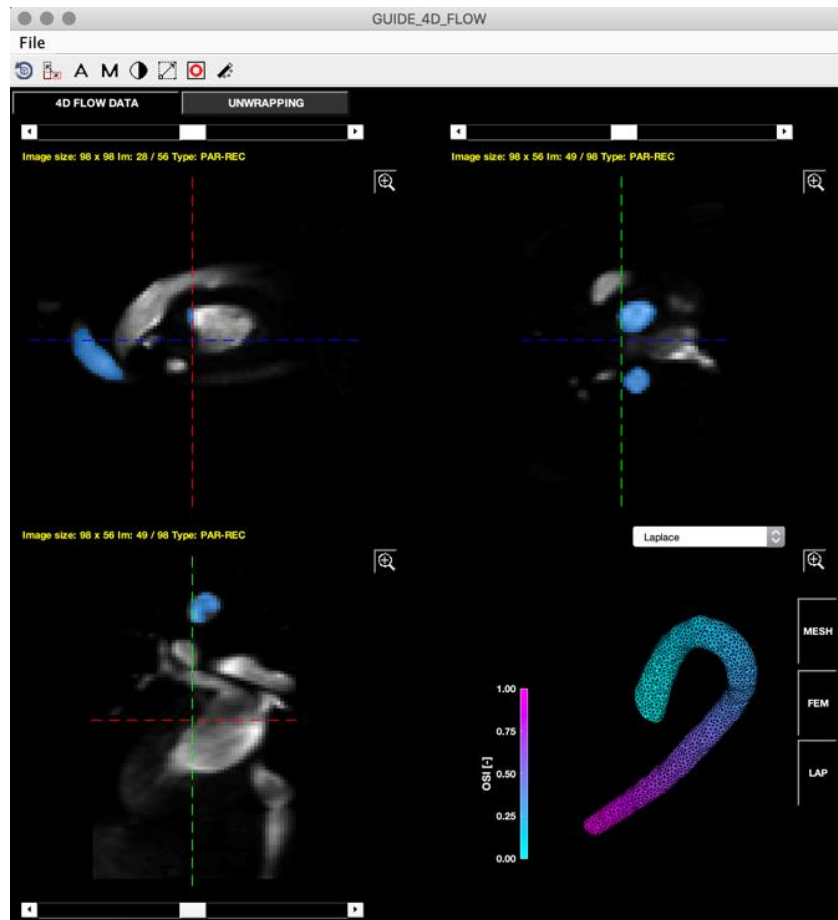 GUIDE_4D_FLOW
File
A M
4D FLOW DATA UNWRAPPING
Image size: 98 x 98 Im: 28 / 56 Type: PAR-REC
Image size: 98 x 56 Im: 49 / 98 Type: PAR-REC
Image size: 98 x 56 Im: 49 / 98 Type: PAR-REC
Laplace
MESH
FEM
LAP
1.00
0.75
0.50
0.25
0.00
OSI [-]